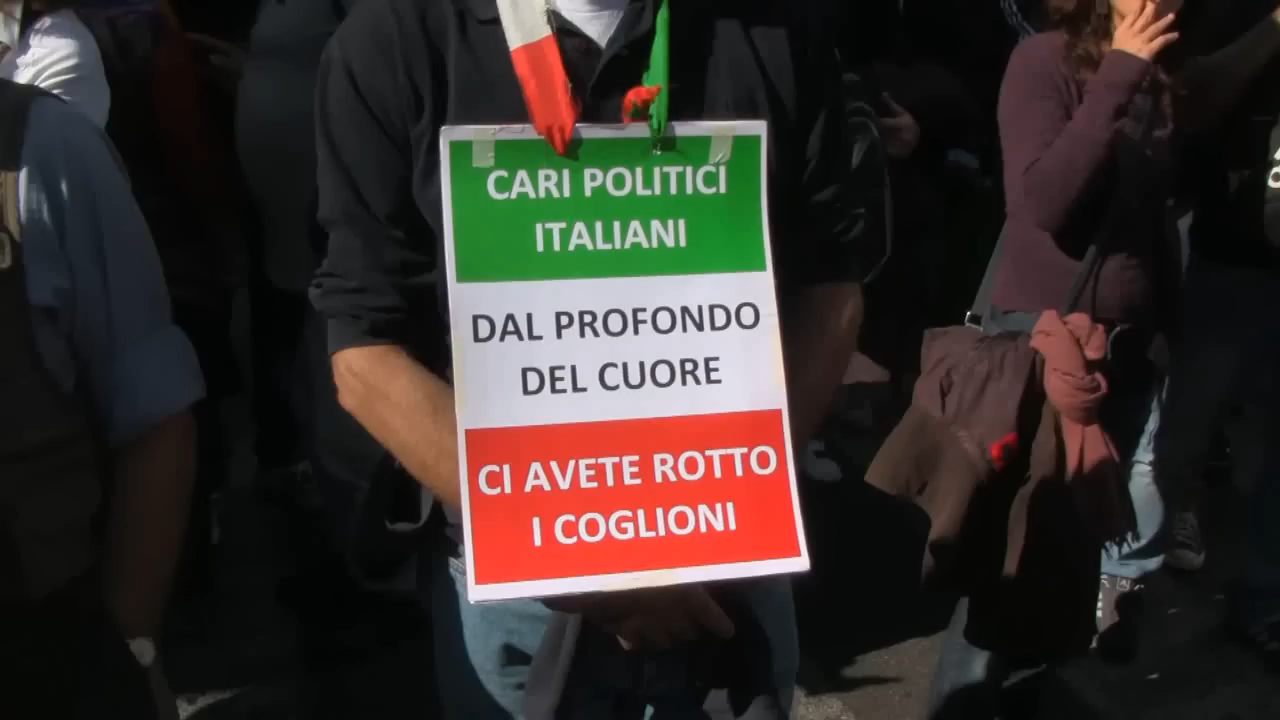 CARI POLITICI
ITALIANI
DAL PROFONDO
DEL CUORE
CI AVETE ROTTO
I COGLIONI